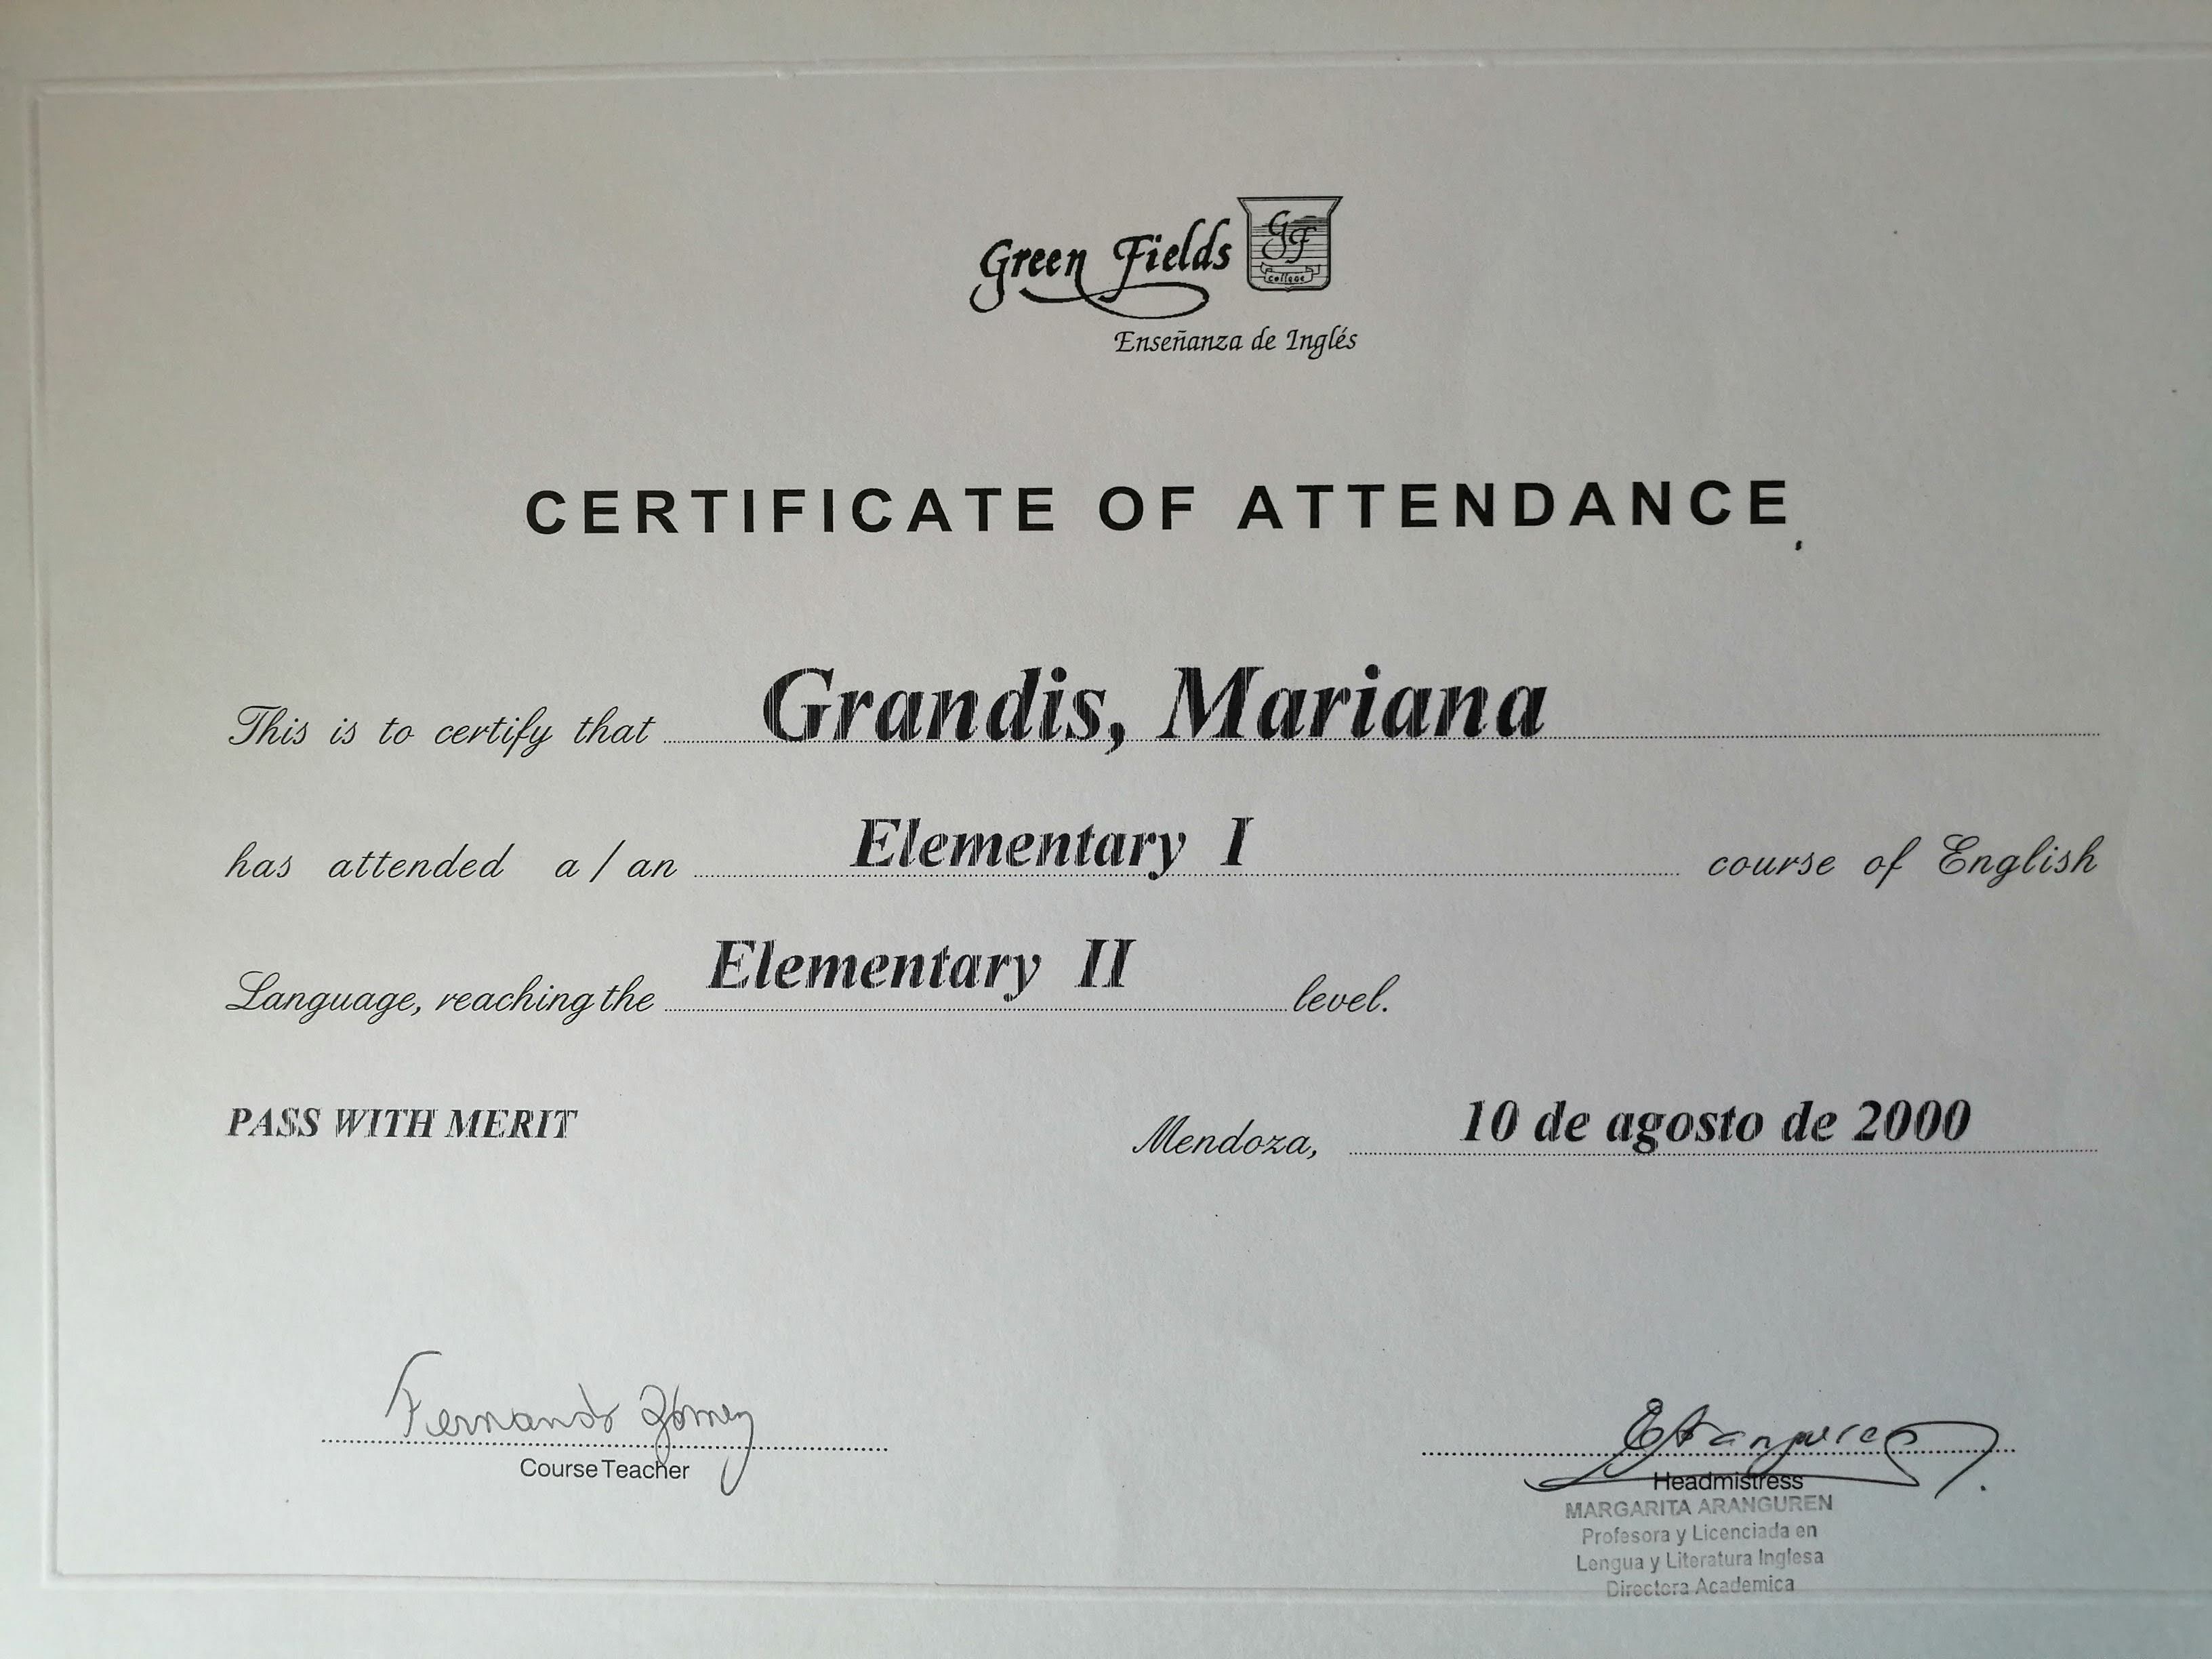 Green Fields
GF
College
Enseñanza de Inglés
CERTIFICATE OF ATTENDANCE
This is to certify that Grandis, Mariana
has attended a / an Elementary I course of English
Language, reaching the Elementary II level.
PASS WITH MERIT
Mendoza, 10 de agosto de 2000
Fernando Gómez
Course Teacher
Aranguren
Headmistress
MARGARITA ARANGUREN
Profesora y Licenciada en
Lengua y Literatura Inglesa
Directora Academica